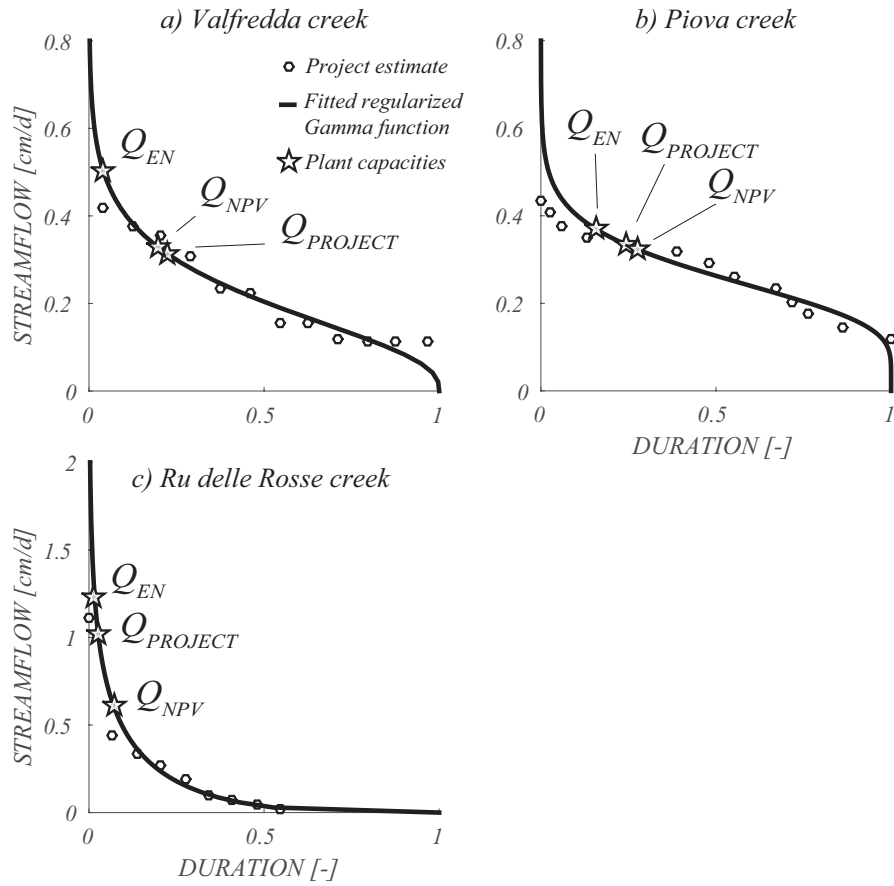 a) Valfredda creek
STREAMFLOW [cm/d]
0.8
0.6
0.4
0.2
0
0
0.5
1
Project estimate
Fitted regularized
Gamma function
Plant capacities
Q_EN
Q_NPV
Q_PROJECT
b) Piova creek
0.8
0.6
0.4
0.2
0
0
0.5
1
DURATION [-]
Q_EN
Q_PROJECT
Q_NPV
c) Ru delle Rosse creek
STREAMFLOW [cm/d]
2
1.5
1
0.5
0
0
0.5
1
DURATION [-]
Q_EN
Q_PROJECT
Q_NPV